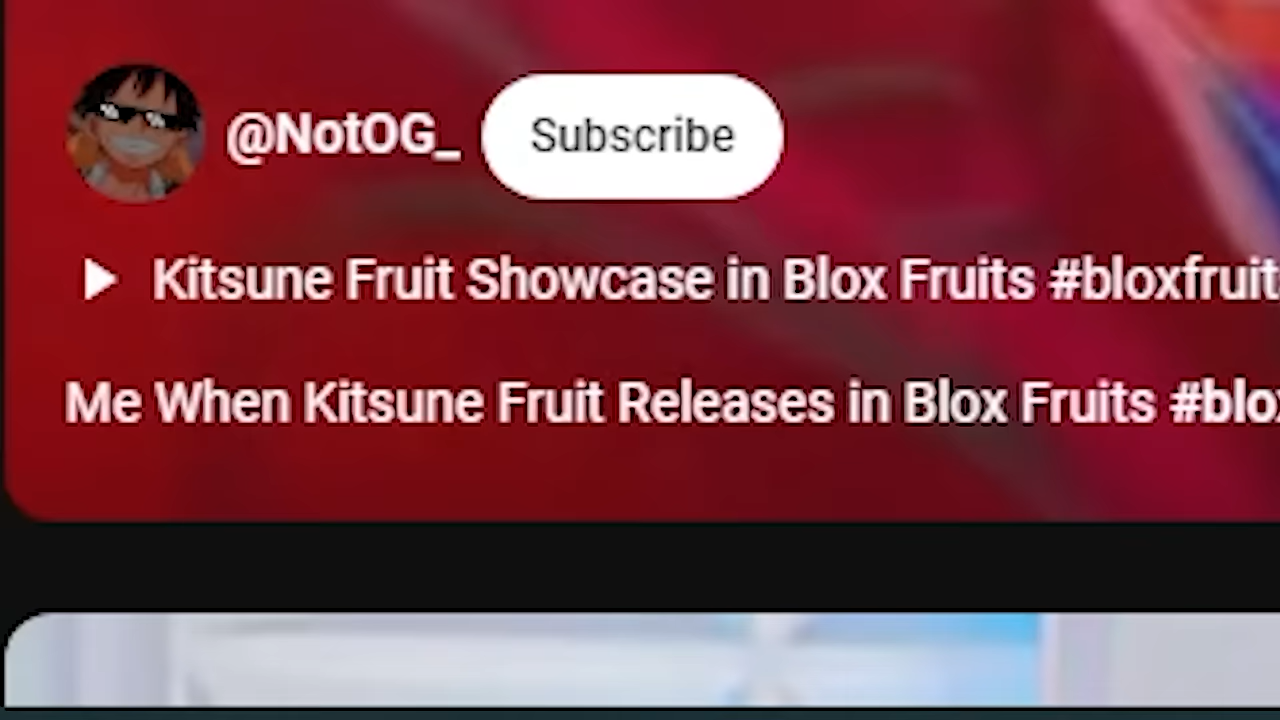 @NotOG_ Subscribe
Kitsune Fruit Showcase in Blox Fruits #bloxfruit
Me When Kitsune Fruit Releases in Blox Fruits #blox